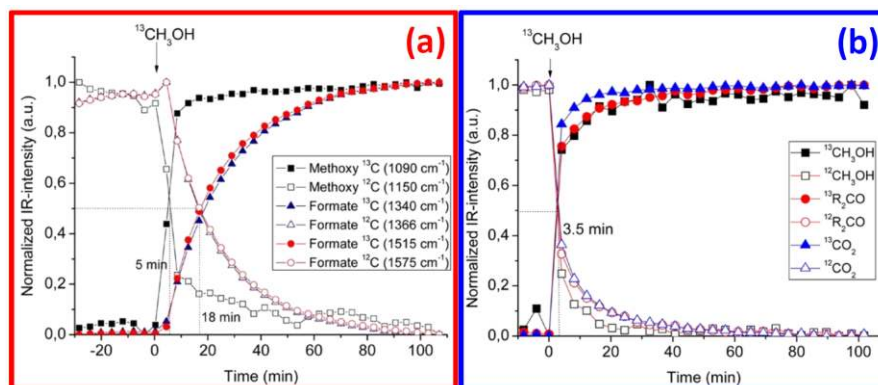 ¹³CH₃OH
(a)
Normalized IR-intensity (a.u.)
1,0
0,8
0,6
0,4
0,2
0,0
5 min
18 min
Methoxy ¹³C (1090 cm⁻¹)
Methoxy ¹²C (1150 cm⁻¹)
Formate ¹³C (1340 cm⁻¹)
Formate ¹²C (1366 cm⁻¹)
Formate ¹³C (1515 cm⁻¹)
Formate ¹²C (1575 cm⁻¹)
-20 0 20 40 60 80 100
Time (min)
¹³CH₃OH
(b)
Normalized IR-intensity (a.u.)
1,0
0,8
0,6
0,4
0,2
0,0
3.5 min
¹³CH₃OH
¹²CH₃OH
¹³R₂CO
¹²R₂CO
¹³CO₂
¹²CO₂
0 20 40 60 80 100
Time (min)